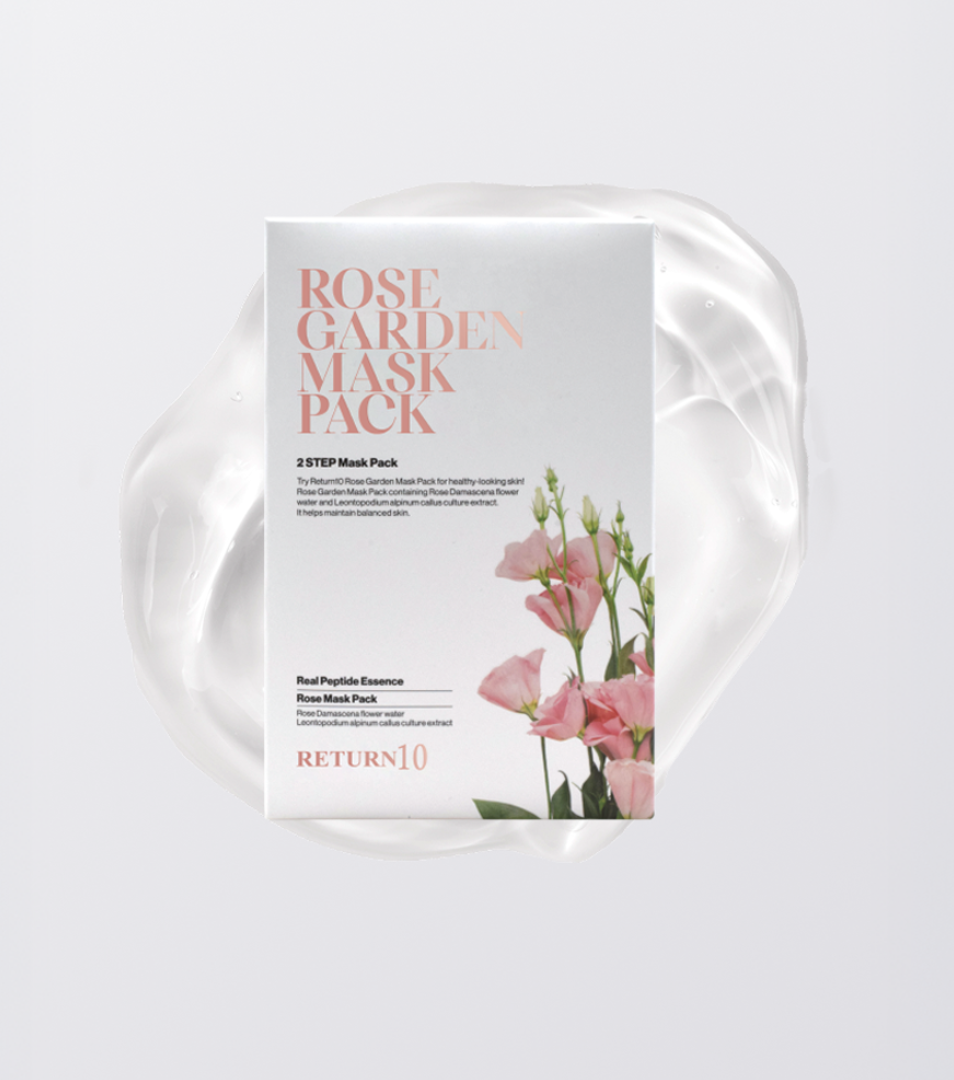 ROSE
GARDEN
MASK
PACK
2 STEP Mask Pack
Try Return10 Rose Garden Mask Pack for healthy-looking skin!
Rose Garden Mask Pack containing Rose Damascena flower
water and Leontopodium alpinum callus culture extract.
It helps maintain balanced skin.
Real Peptide Essence
Rose Mask Pack
Rose Damascena flower water
Leontopodium alpinum callus culture extract
RETURN10